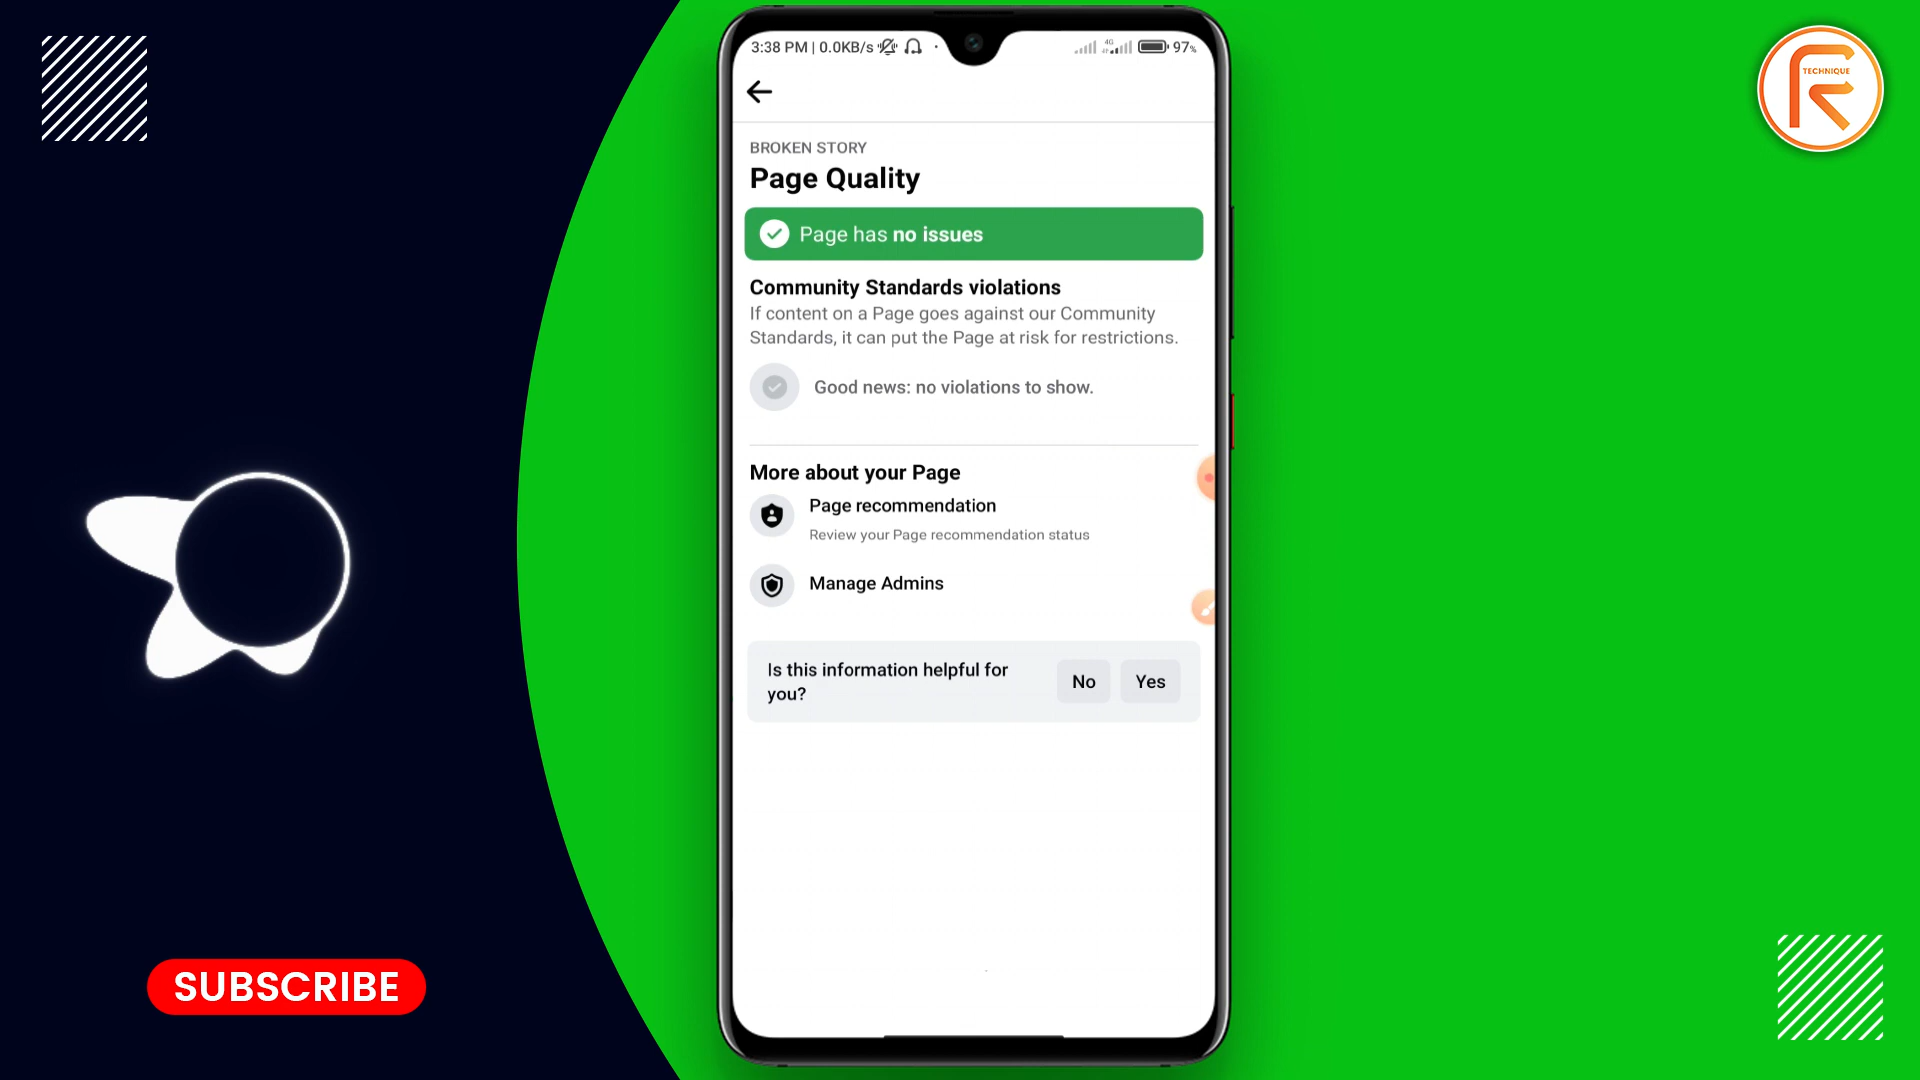 3:38 PM | 0.0KB/s
4G
97%
BROKEN STORY
Page Quality
Page has no issues
Community Standards violations
If content on a Page goes against our Community
Standards, it can put the Page at risk for restrictions.
Good news: no violations to show.
More about your Page
Page recommendation
Review your Page recommendation status
Manage Admins
Is this information helpful for
you?
No
Yes
TECHNIQUE
SUBSCRIBE